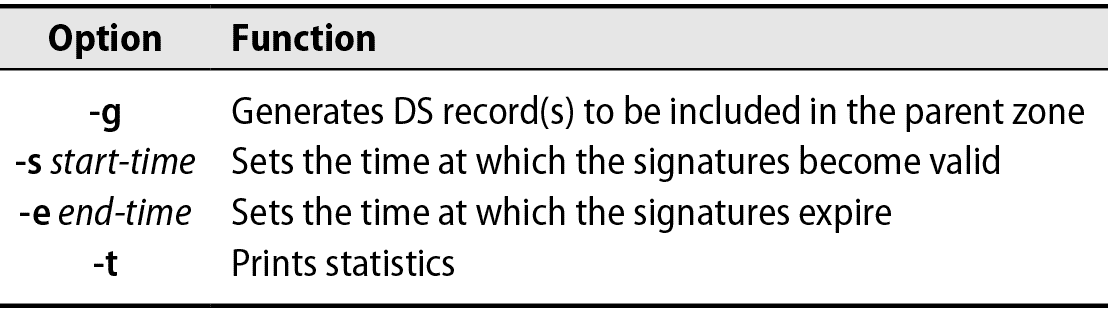 Option Function
-g Generates DS record(s) to be included in the parent zone
-s start-time Sets the time at which the signatures become valid
-e end-time Sets the time at which the signatures expire
-t Prints statistics